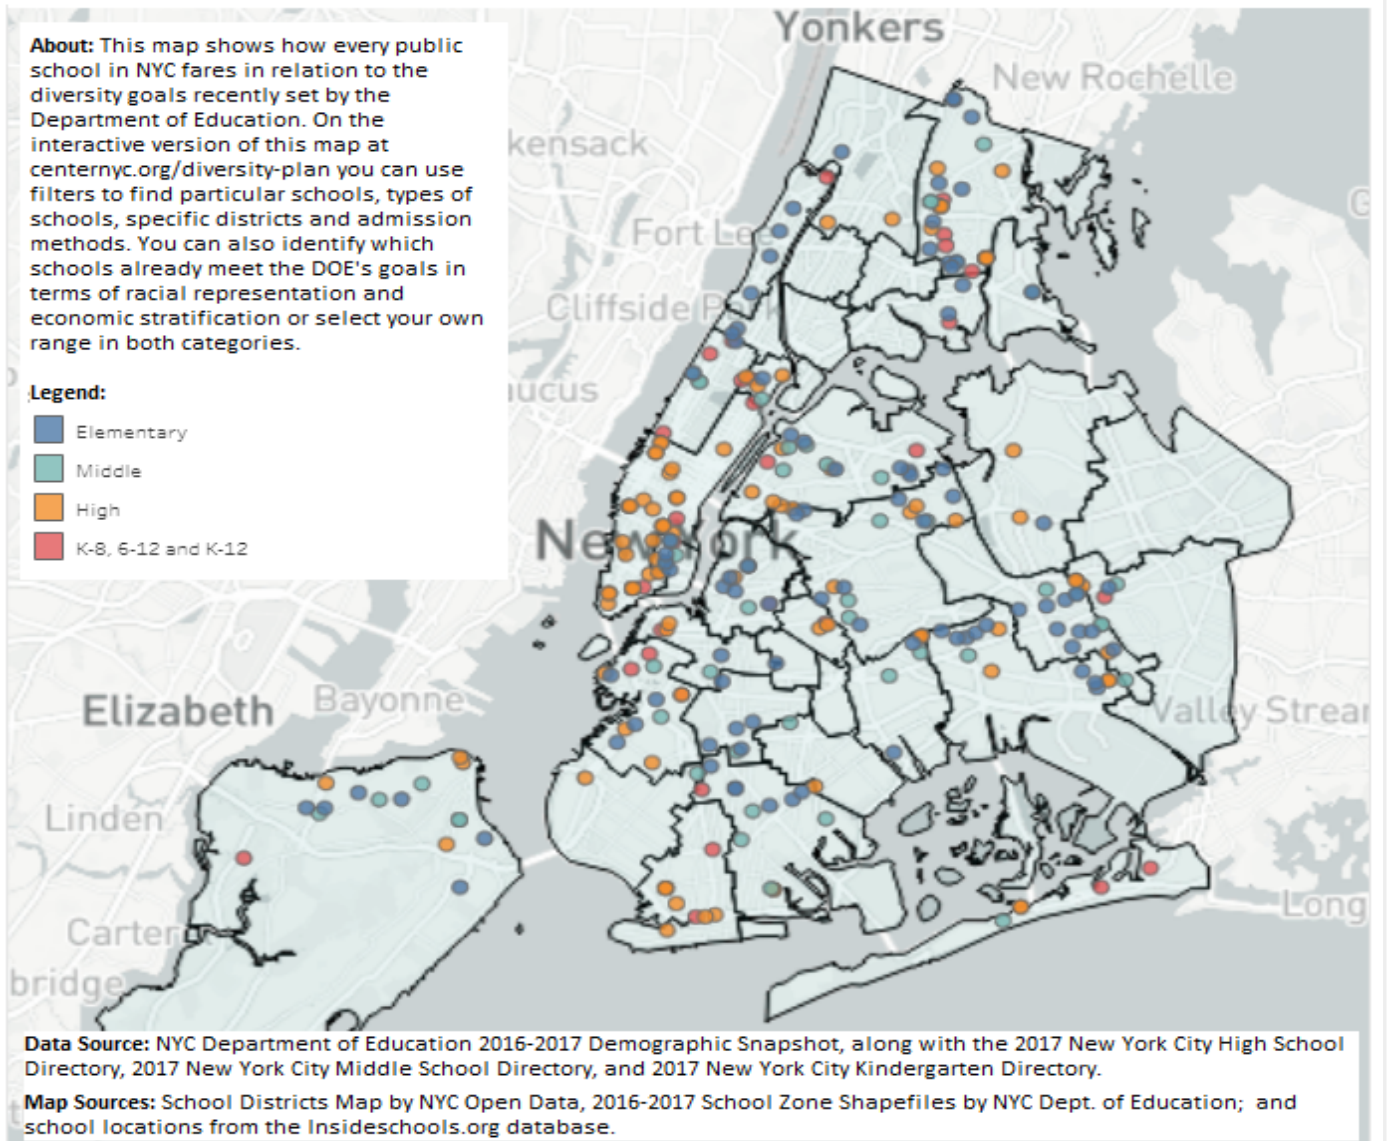 Yonkers
New Rochelle
About: This map shows how every public
school in NYC fares in relation to the
diversity goals recently set by the
Department of Education. On the
interactive version of this map at
centernyc.org/diversity-plan you can use
filters to find particular schools, types of
schools, specific districts and admission
methods. You can also identify which
schools already meet the DOE's goals in
terms of racial representation and
economic stratification or select your own
range in both categories.
kensack
Fort Lee
Cliffside Park
aucus
Legend:
Elementary
Middle
High
K-8, 6-12 and K-12
New York
Elizabeth
Bayonne
Valley Strear
Linden
Carter
Long
bridge
Data Source: NYC Department of Education 2016-2017 Demographic Snapshot, along with the 2017 New York City High School
Directory, 2017 New York City Middle School Directory, and 2017 New York City Kindergarten Directory.
Map Sources: School Districts Map by NYC Open Data, 2016-2017 School Zone Shapefiles by NYC Dept. of Education; and
school locations from the Insideschools.org database.